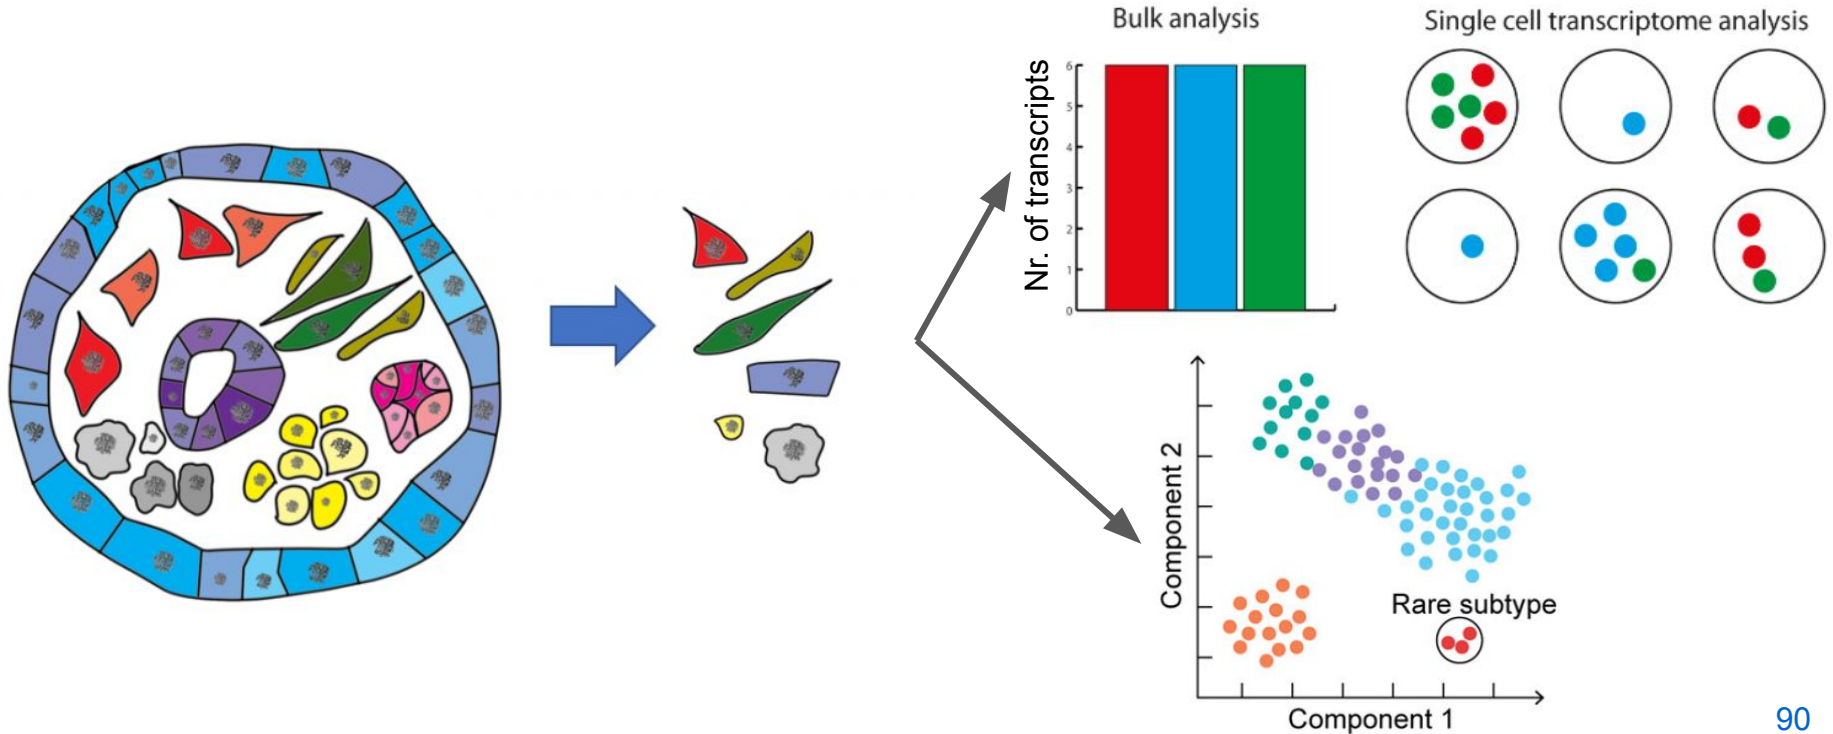 Bulk analysis
Single cell transcriptome analysis
Nr. of transcripts
6
5
4
3
2
1
0
Component 2
Rare subtype
Component 1
90